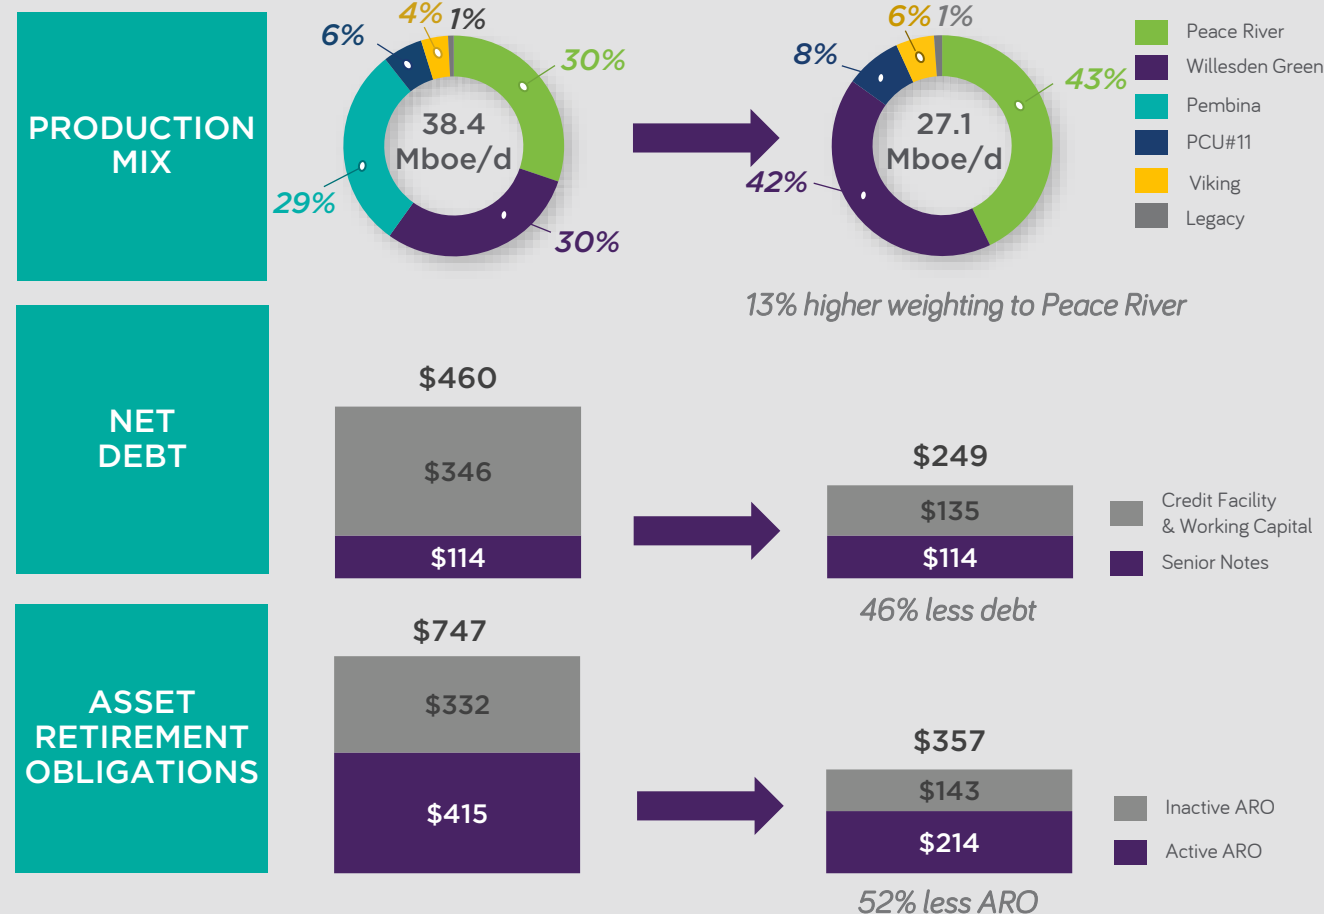 PRODUCTION
MIX
6%
4%
1%
30%
38.4
Mboe/d
29%
30%
8%
6%
1%
43%
27.1
Mboe/d
42%
Peace River
Willesden Green
Pembina
PCU#11
Viking
Legacy
13% higher weighting to Peace River
NET
DEBT
$460
$346
$114
$249
$135
$114
46% less debt
Credit Facility
& Working Capital
Senior Notes
ASSET
RETIREMENT
OBLIGATIONS
$747
$332
$415
$357
$143
$214
52% less ARO
Inactive ARO
Active ARO